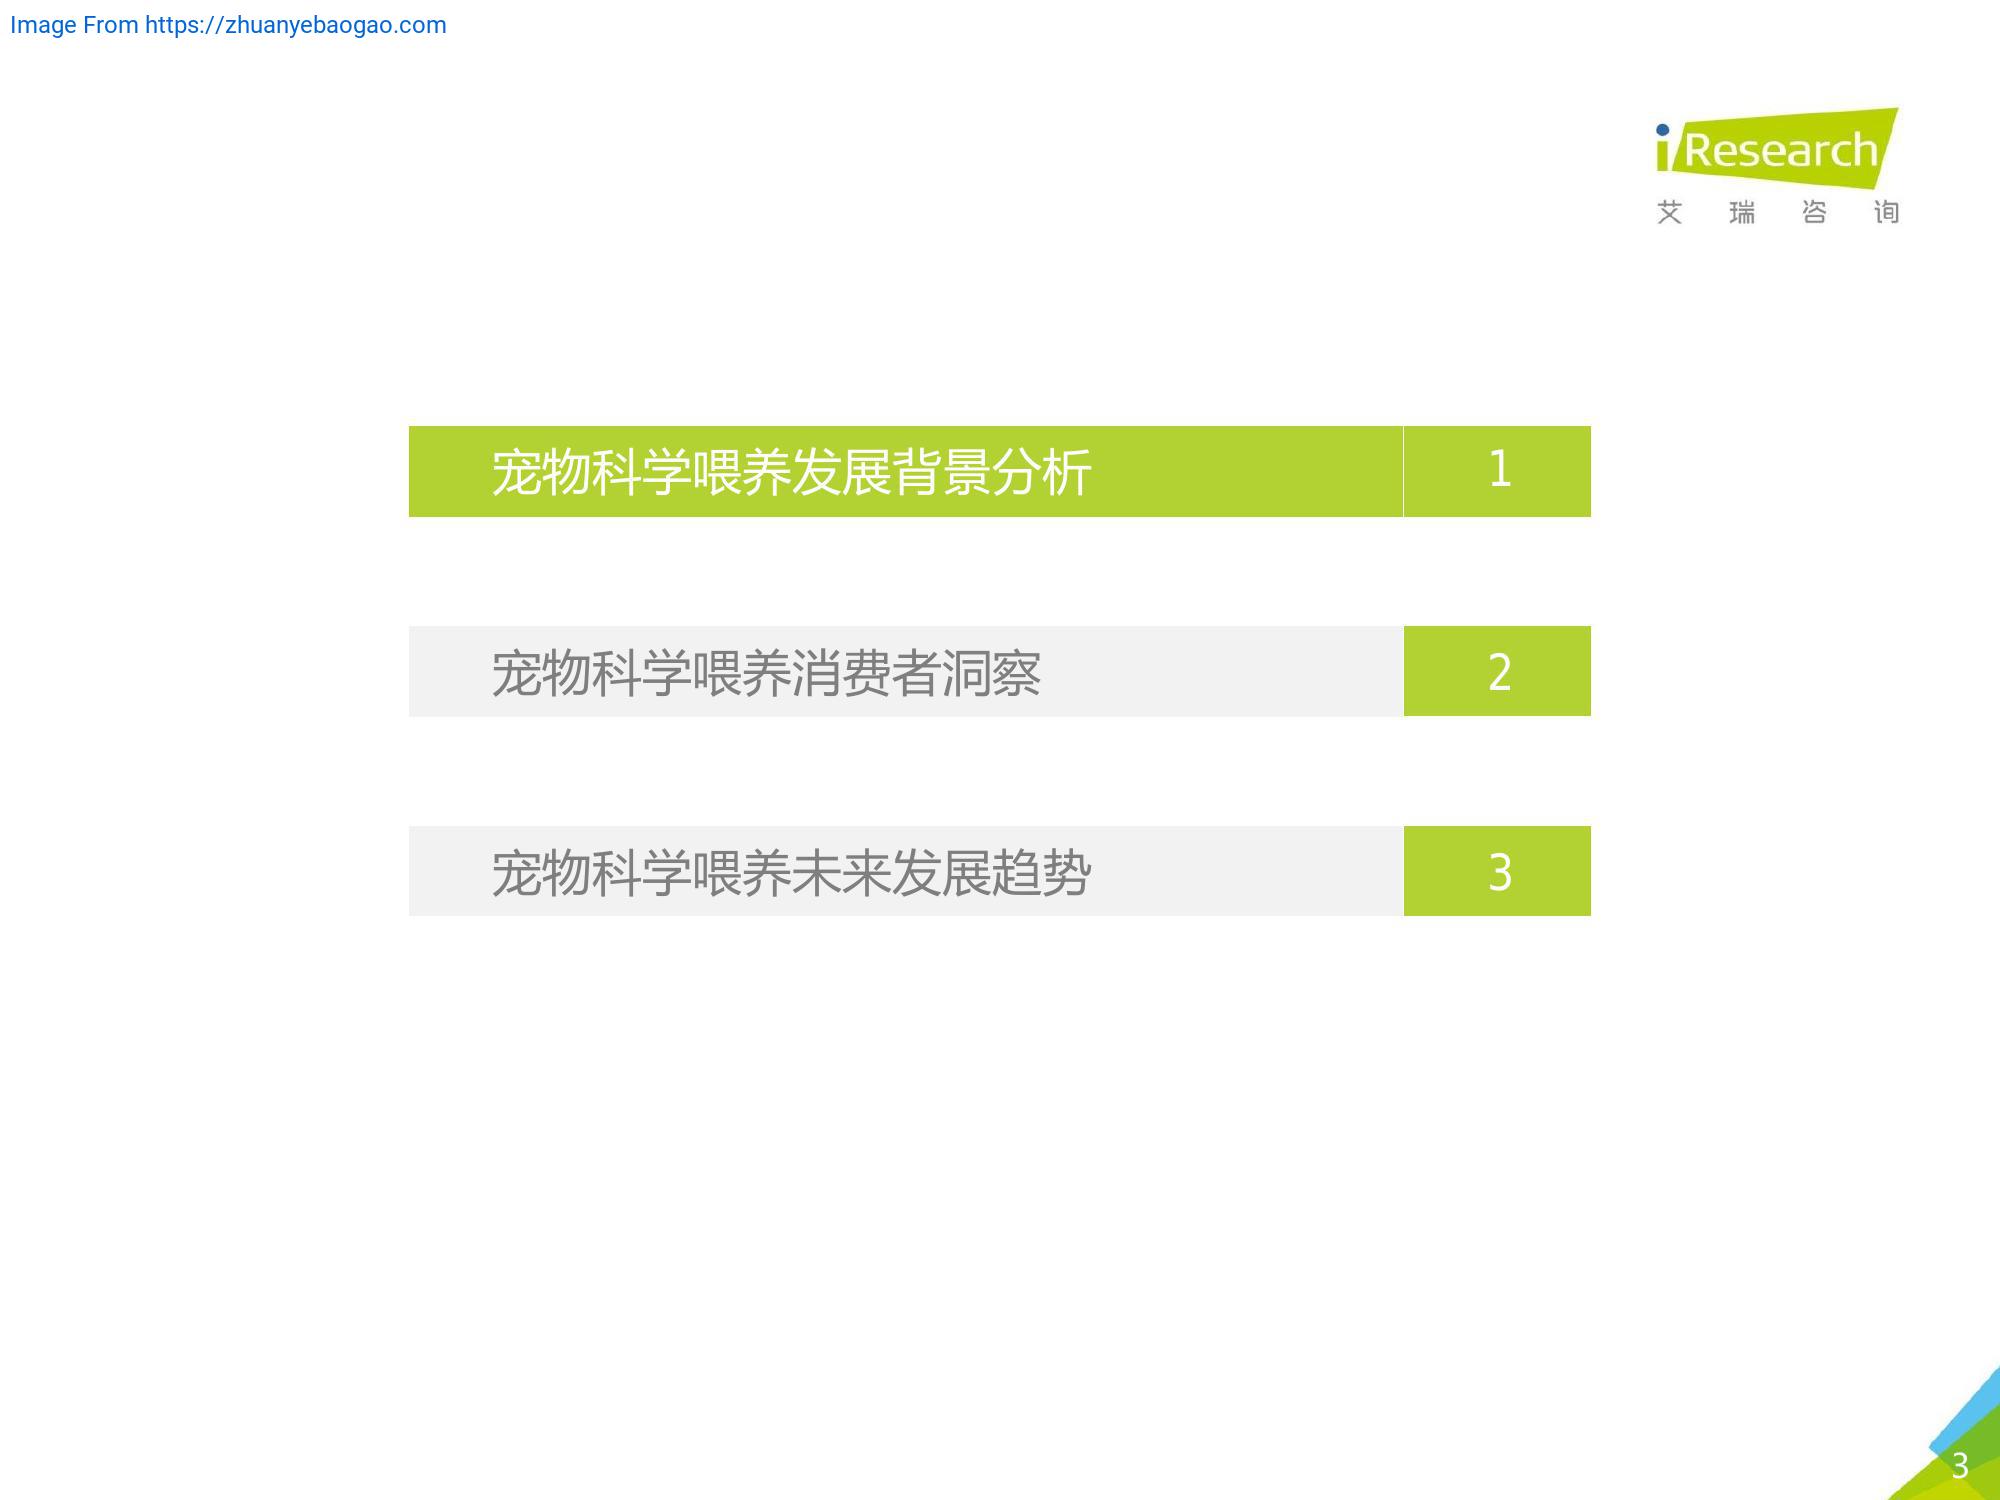 Image From https://zhuanyebaogao.com
iResearch
艾瑞咨询
宠物科学喂养发展背景分析 1
宠物科学喂养消费者洞察 2
宠物科学喂养未来发展趋势 3
3